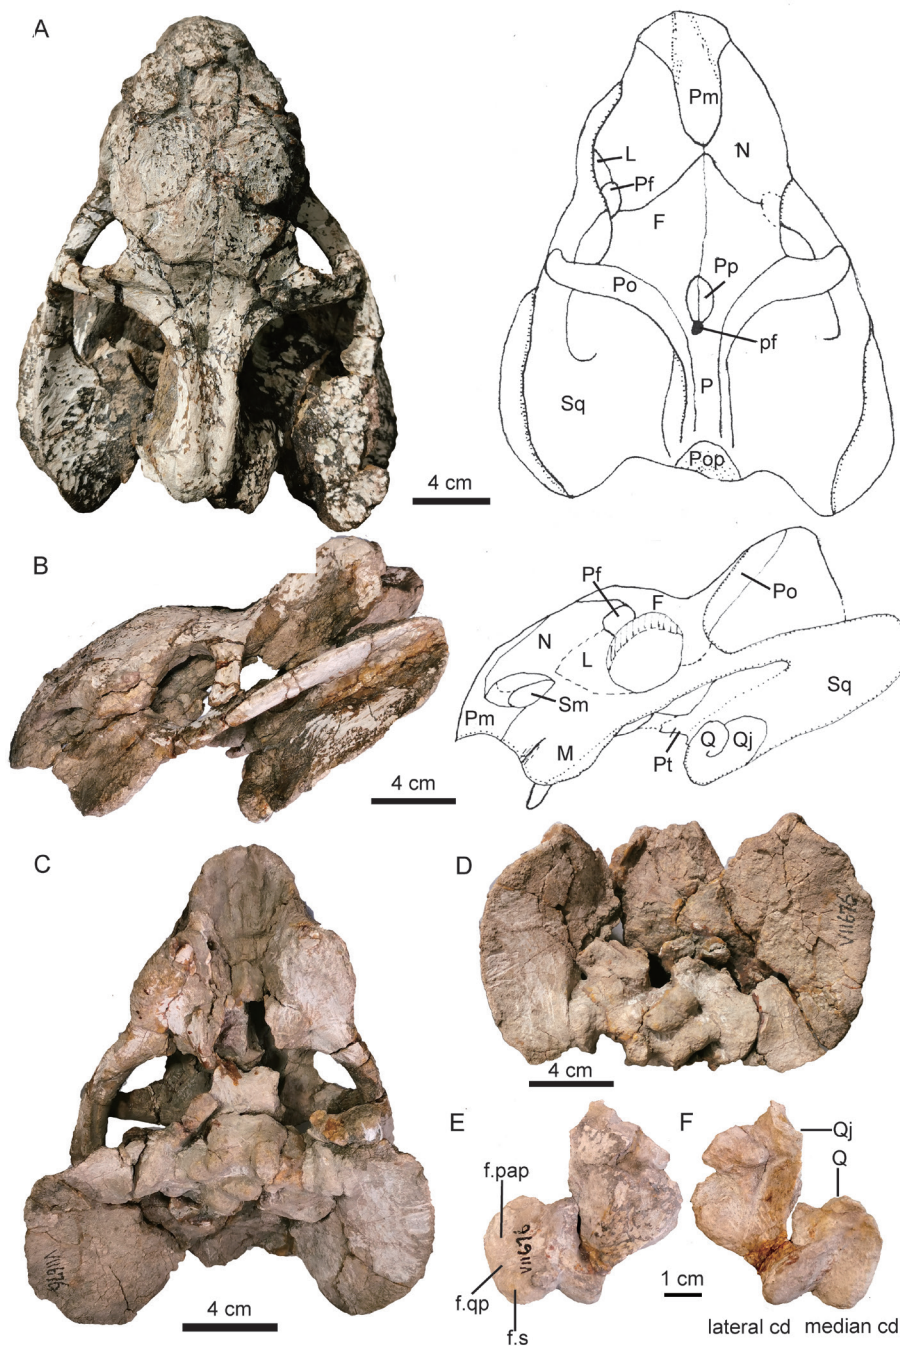 A
Pm
L
N
Pf
F
Pp
Po
pf
P
Sq
Pop
4 cm
B
Pf
F
Po
N
L
Sm
Sq
Pm
Q
Qj
M
Pt
4 cm
C
D
V11676
4 cm
E
F
Qj
Q
f.pap
V11676
f.qp
1 cm
V11676
4 cm
f.s
lateral cd
median cd